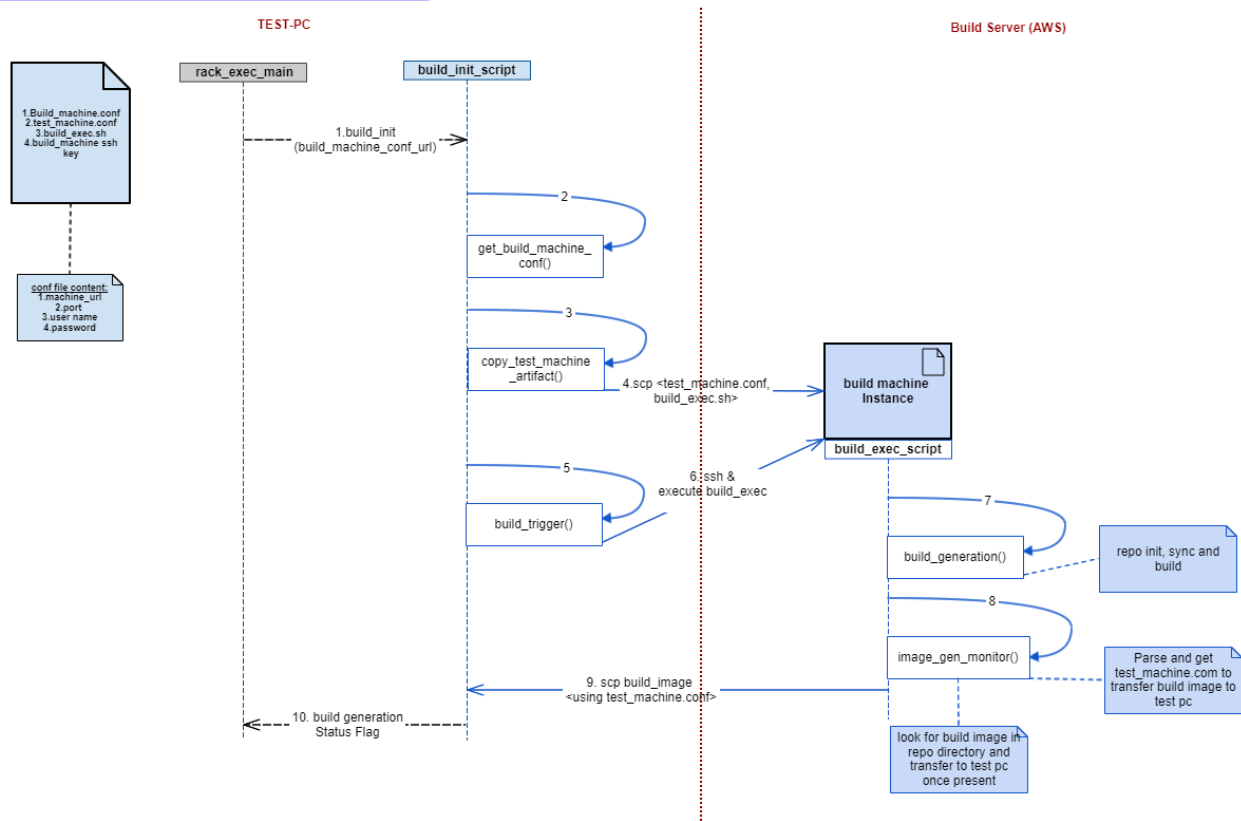 TEST-PC
Build Server (AWS)
1.Build_machine.conf
2.test_machine.conf
3.build_exec.sh
4.build_machine ssh
key
rack_exec_main
build_init_script
1.build_init
(build_machine_conf_url)
2
get_build_machine_
conf()
conf file content:
1.machine_url
2.port
3.user name
4.password
3
copy_test_machine
_artifact()
4.scp <test_machine.conf,
build_exec.sh>
build machine
Instance
build_exec_script
5
6. ssh &
execute build_exec
build_trigger()
7
build_generation()
repo init, sync and
build
8
image_gen_monitor()
Parse and get
test_machine.com to
transfer build image to
test pc
9. scp build_image
<using test_machine.conf>
10. build generation
Status Flag
look for build image in
repo directory and
transfer to test pc
once present